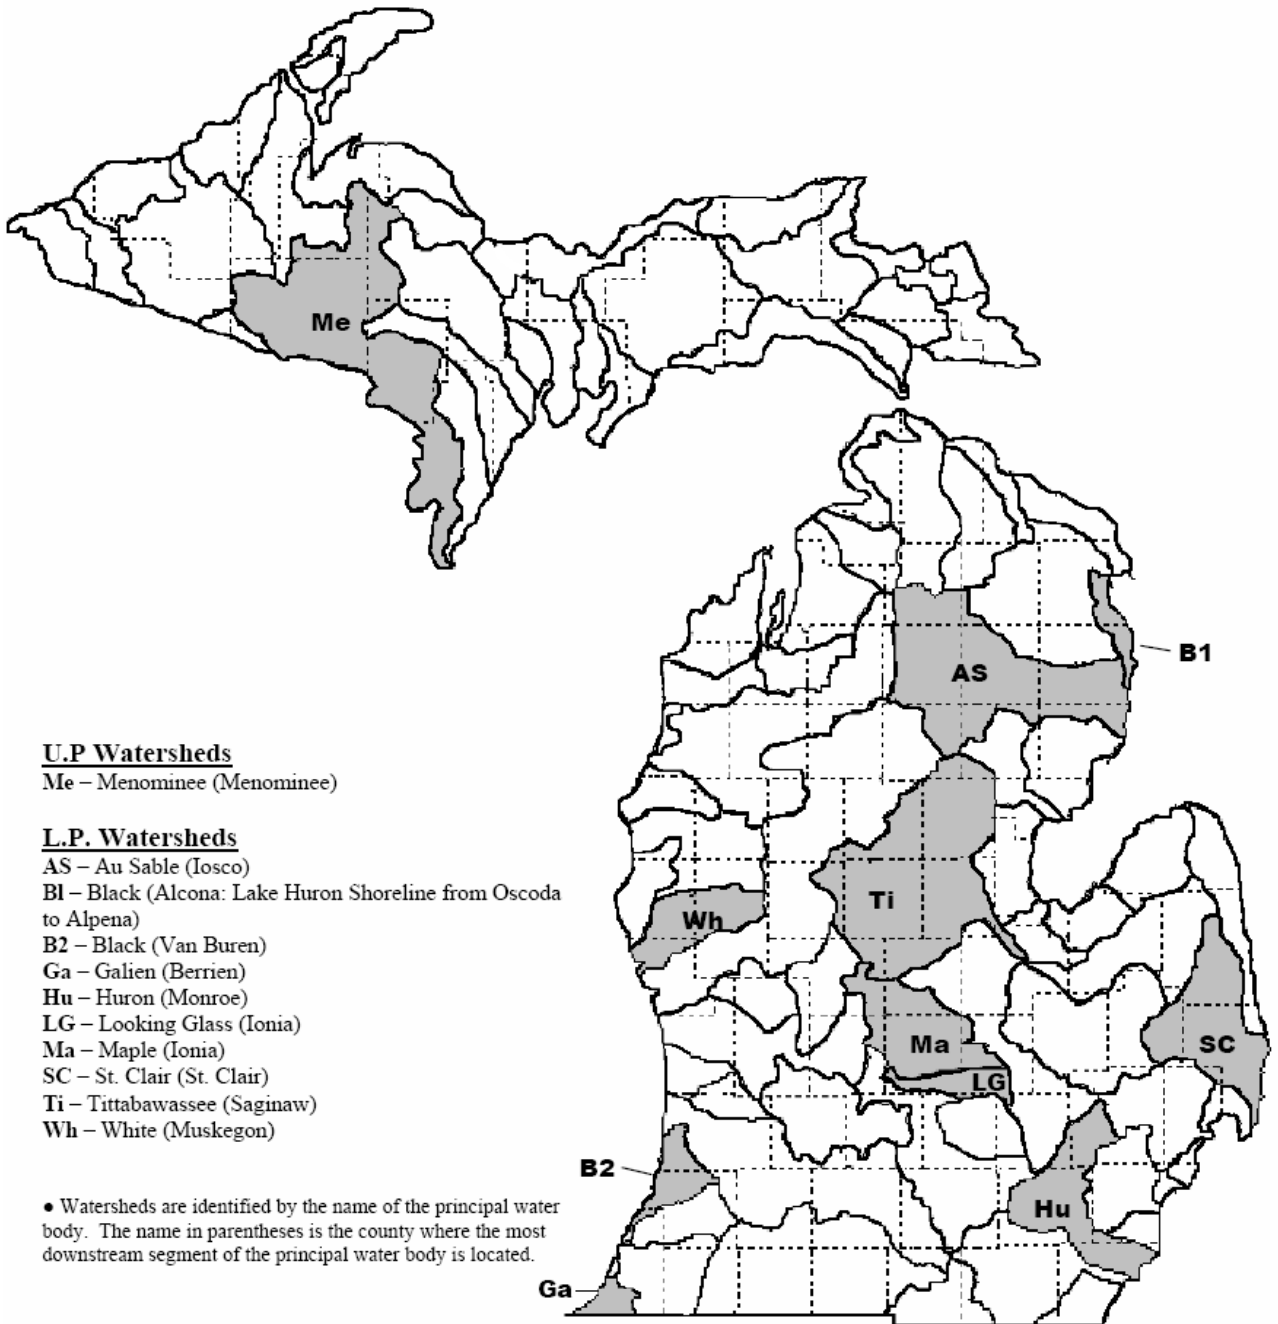 Me
B1
AS
U.P Watersheds
Me – Menominee (Menominee)
L.P. Watersheds
AS – Au Sable (Iosco)
Bl – Black (Alcona: Lake Huron Shoreline from Oscoda
to Alpena)
B2 – Black (Van Buren)
Ga – Galien (Berrien)
Hu – Huron (Monroe)
LG – Looking Glass (Ionia)
Ma – Maple (Ionia)
SC – St. Clair (St. Clair)
Ti – Tittabawassee (Saginaw)
Wh – White (Muskegon)
● Watersheds are identified by the name of the principal water
body.  The name in parentheses is the county where the most
downstream segment of the principal water body is located.
Ti
Wh
Ma
SC
LG
B2
Hu
Ga